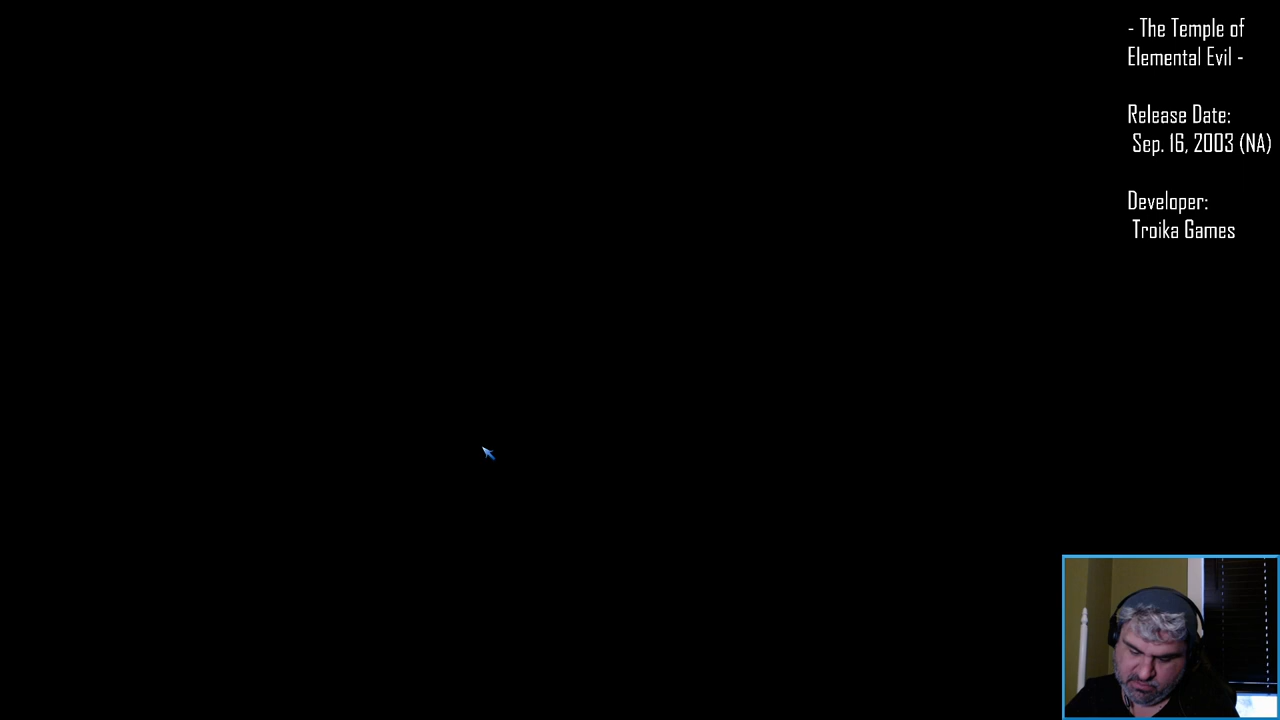 - The Temple of
Elemental Evil -
Release Date:
Sep. 16, 2003 (NA)
Developer:
Troika Games